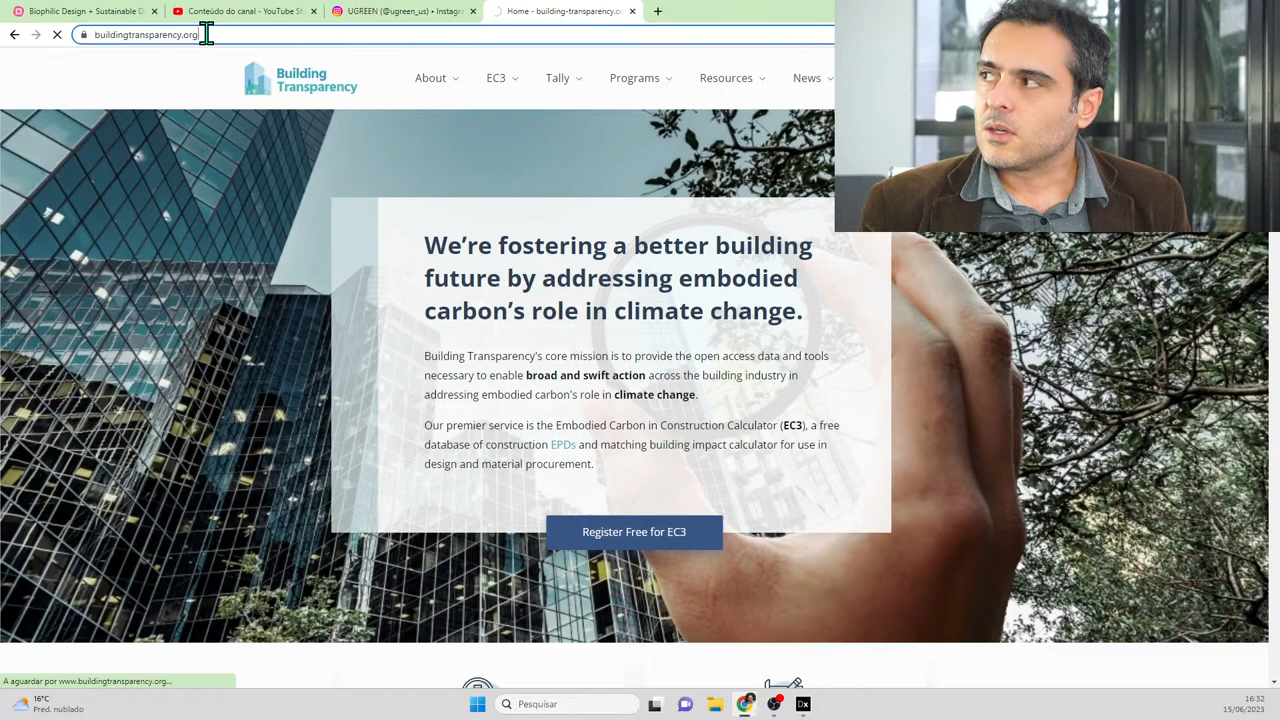 Biophilic Design + Sustainable D
Conteúdo do canal - YouTube St
UGREEN (@ugreen_us) • Instagr
Home - building-transparency.or
buildingtransparency.org
Building
Transparency
About
EC3
Tally
Programs
Resources
News
We’re fostering a better building
future by addressing embodied
carbon’s role in climate change.
Building Transparency's core mission is to provide the open access data and tools
necessary to enable broad and swift action across the building industry in
addressing embodied carbon's role in climate change.
Our premier service is the Embodied Carbon in Construction Calculator (EC3), a free
database of construction EPDs and matching building impact calculator for use in
design and material procurement.
Register Free for EC3
A aguardar por www.buildingtransparency.org...
16°C
Pred. nublado
Pesquisar
Dx
16:32
15/06/2023